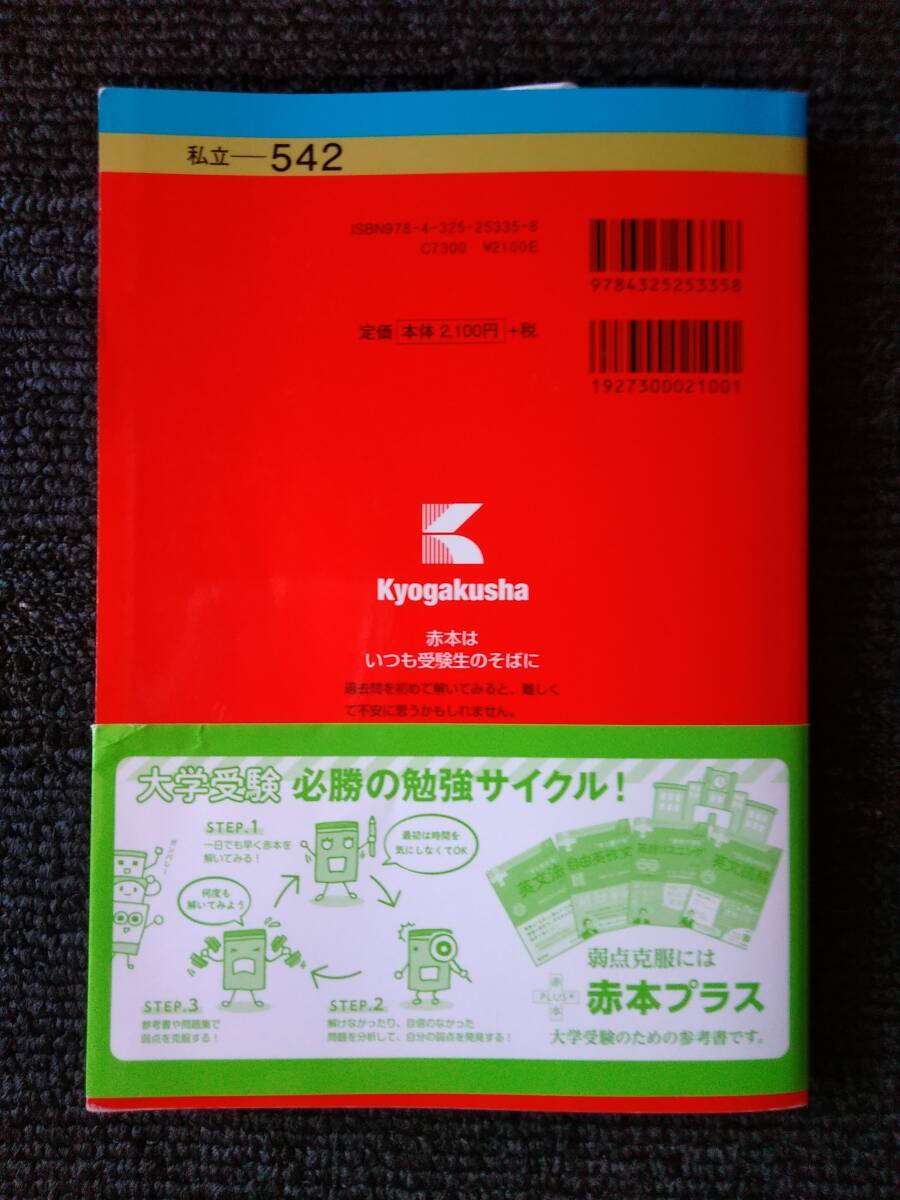 私立—542
ISBN978-4-325-25335-8
C7300 ¥2100E
9784325253358
定価 本体2,100円 +税
1927300021001
Kyogakusha
赤本は
いつも受験生のそばに
過去問を初めて解いてみると、難しく
て不安に思うかもしれません。
大学受験 必勝の勉強サイクル！
STEP.1
一日でも早く赤本を
解いてみる！
最初は時間を
気にしなくてOK
ガンバレー！
何度も
解いてみよう
STEP.3
参考書や問題集で
弱点を克服する！
STEP.2
解けなかったり、自信のなかった
問題を分析して、自分の弱点を発見する！
英文法
自由英作文
英語リスニング
英文読解
弱点克服には
赤本
PLUS+
赤本プラス
大学受験のための参考書です。